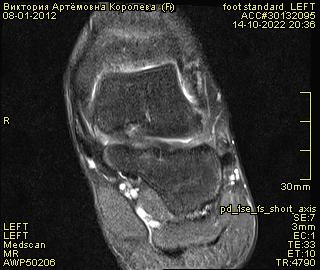 Виктория Артёмовна Королева (F)
08-01-2012
foot standard LEFT
ACC#30132095
14-10-2022 20:36
R
30mm
pd_tse_fs_short_axis
SE:7
3mm
EC:1
TE:33
ET:10
TR:4790
LEFT
LEFT
Medscan
MR
AWP50206